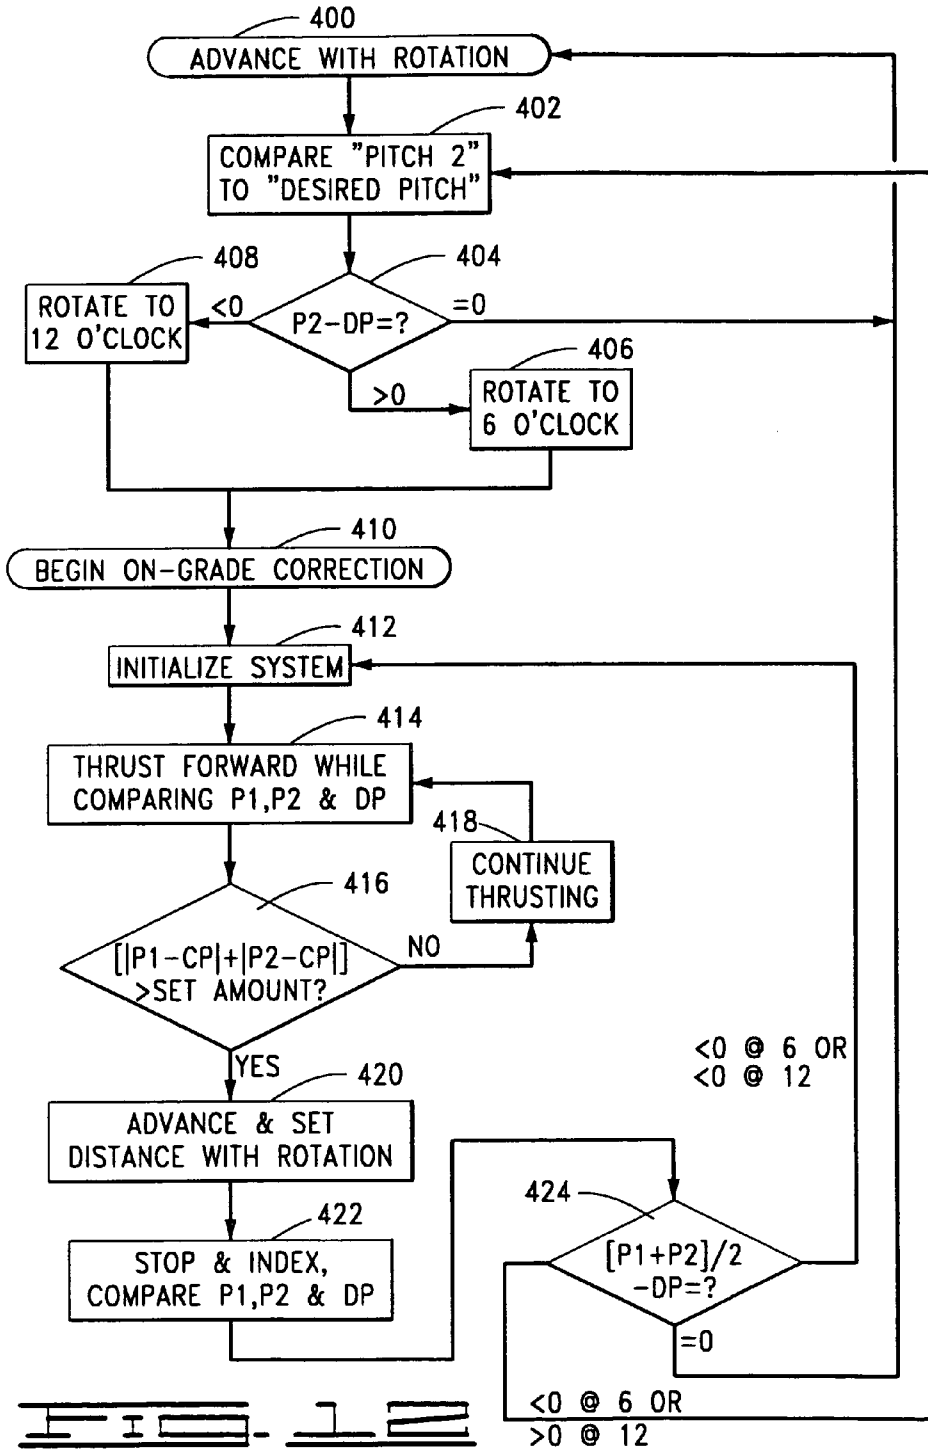 400
ADVANCE WITH ROTATION
402
COMPARE "PITCH 2"
TO "DESIRED PITCH"
404
P2-DP=?
<0
=0
>0
408
ROTATE TO
12 O'CLOCK
406
ROTATE TO
6 O'CLOCK
410
BEGIN ON-GRADE CORRECTION
412
INITIALIZE SYSTEM
414
THRUST FORWARD WHILE
COMPARING P1,P2 & DP
418
CONTINUE
THRUSTING
416
[|P1-CP|+|P2-CP|]
>SET AMOUNT?
NO
YES
420
ADVANCE & SET
DISTANCE WITH ROTATION
422
STOP & INDEX,
COMPARE P1,P2 & DP
424
[P1+P2]/2
-DP=?
<0 @ 6 OR
<0 @ 12
=0
<0 @ 6 OR
>0 @ 12
Fig. 12